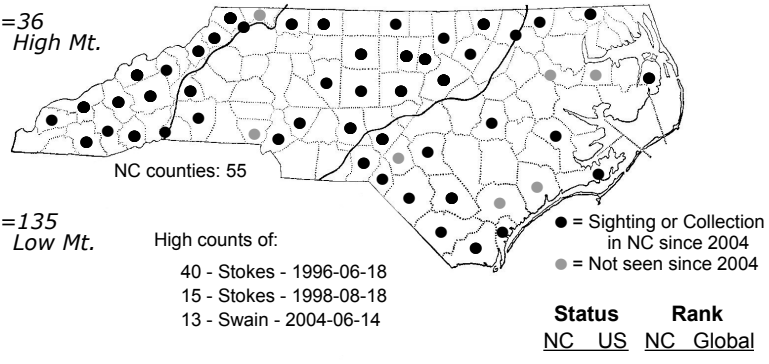 =36
High Mt.
NC counties: 55
=135
Low Mt.
High counts of:
40 - Stokes - 1996-06-18
15 - Stokes - 1998-08-18
13 - Swain - 2004-06-14
= Sighting or Collection
in NC since 2004
= Not seen since 2004
Status Rank
NC US NC Global